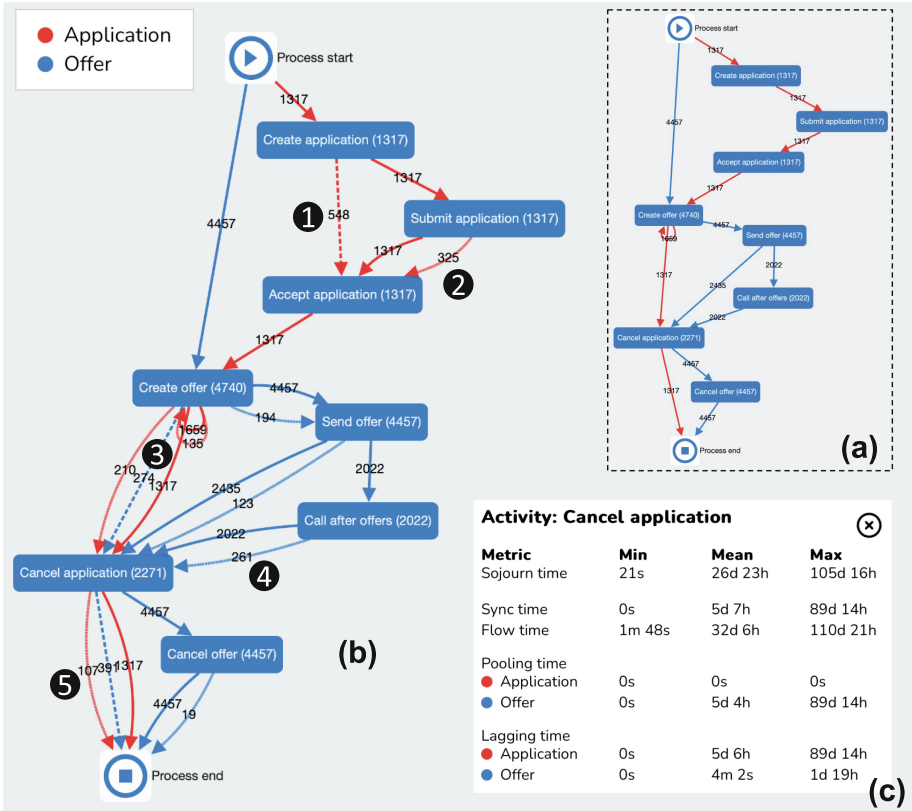 Application
Offer
Process start
1317
Create application (1317)
1317
4457
1
548
Submit application (1317)
1317
325
2
Accept application (1317)
1317
Create offer (4740)
4457
194
Send offer (4457)
1659
135
3
210
274
1317
2022
2435
123
Call after offers (2022)
2022
261
4
Cancel application (2271)
4457
Cancel offer (4457)
(b)
5
107
391
1317
4457
19
Process end
Process start
1317
Create application (1317)
1317
Submit application (1317)
4457
1317
Accept application (1317)
1317
Create offer (4740)
4457
Send offer (4457)
1659
1317
2022
2435
Call after offers (2022)
2022
Cancel application (2271)
4457
1317
Cancel offer (4457)
4457
Process end
(a)
Activity: Cancel application
Metric Min Mean Max
Sojourn time 21s 26d 23h 105d 16h
Sync time 0s 5d 7h 89d 14h
Flow time 1m 48s 32d 6h 110d 21h
Pooling time
Application 0s 0s 0s
Offer 0s 5d 4h 89d 14h
Lagging time
Application 0s 5d 6h 89d 14h
Offer 0s 4m 2s 1d 19h
(c)